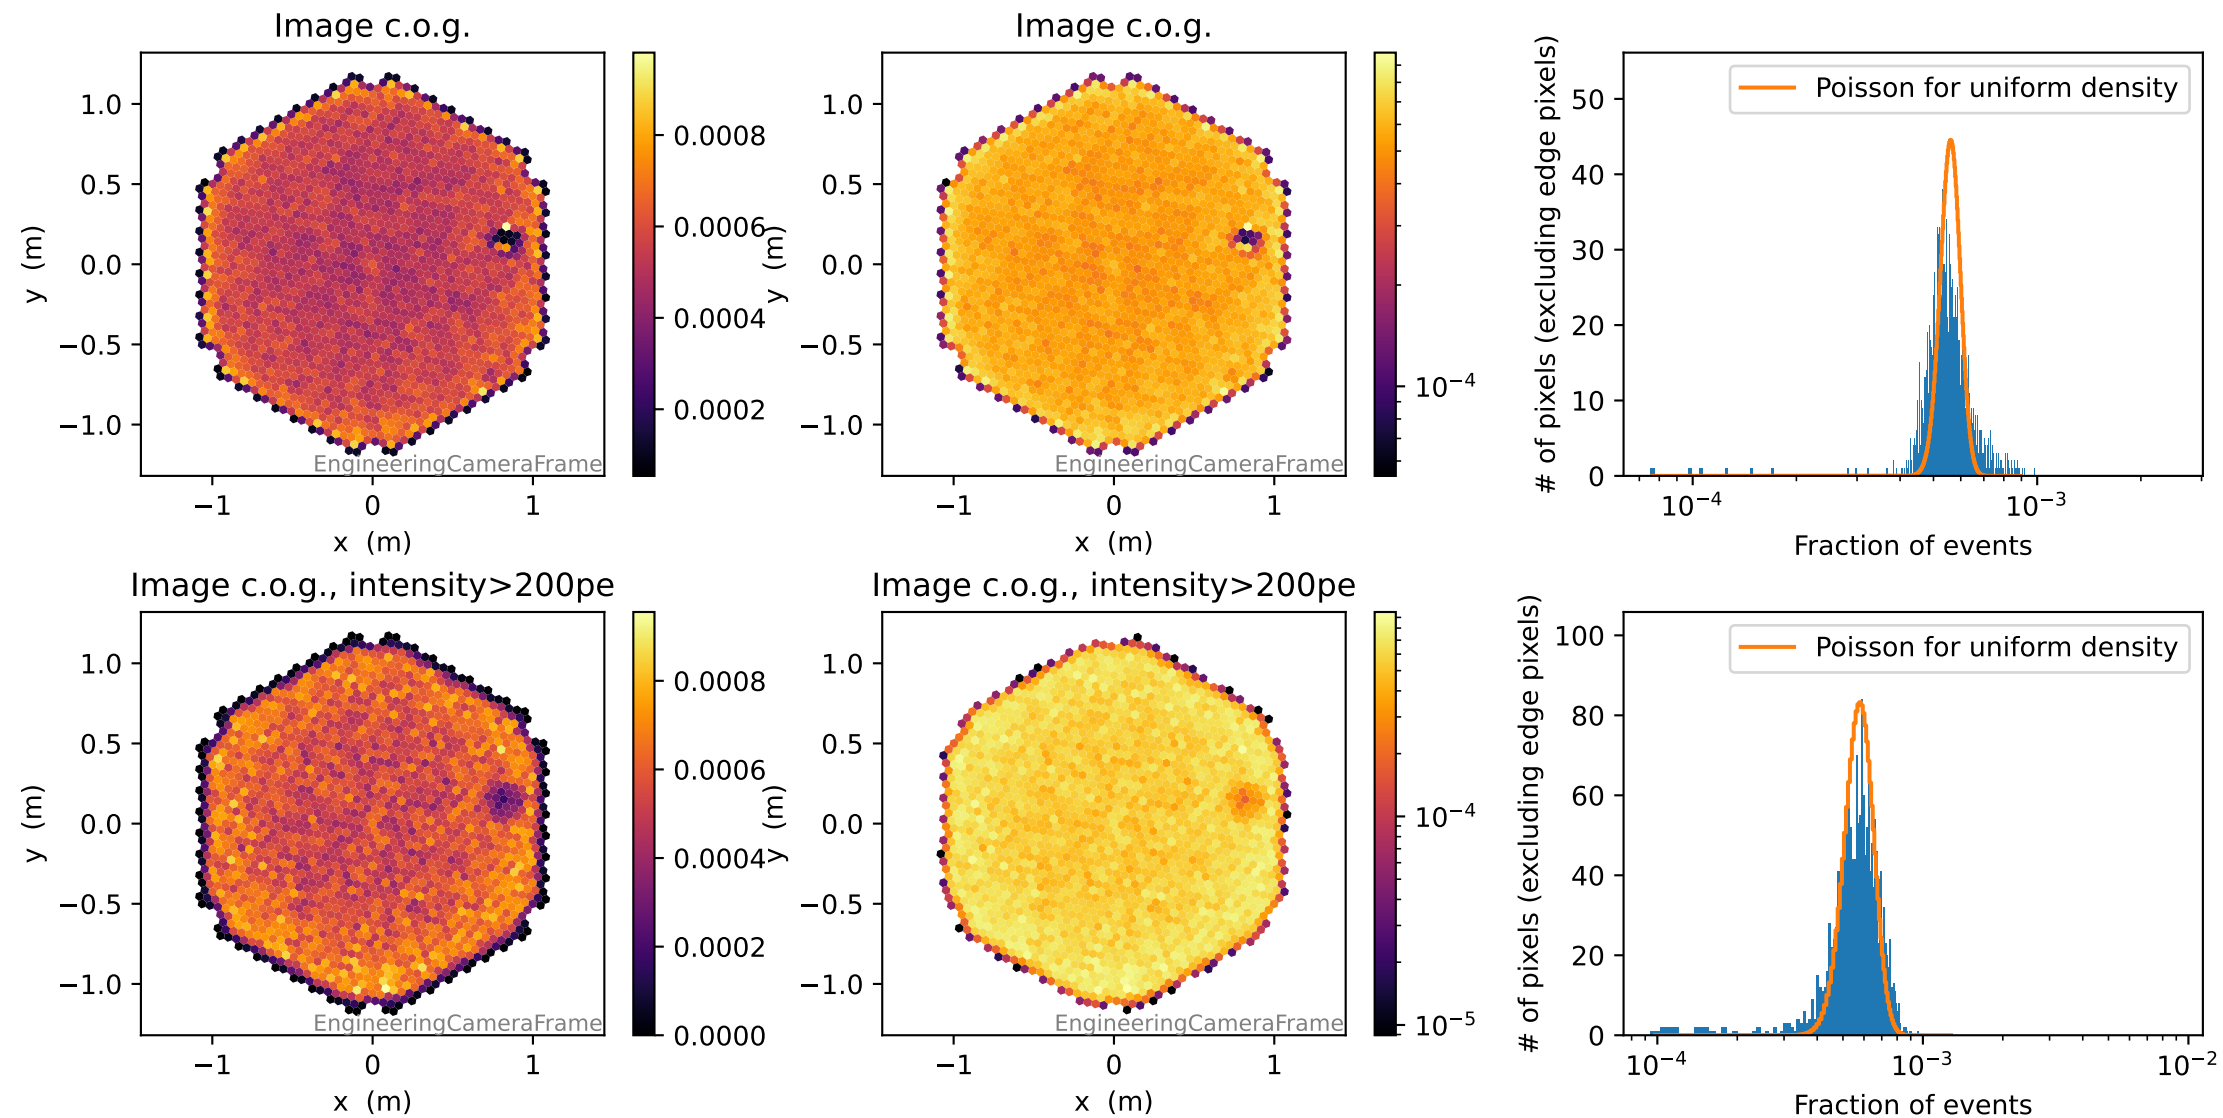 Image c.o.g.
y (m)
1.0
0.5
0.0
−0.5
−1.0
EngineeringCameraFrame
−1 0 1
x (m)
0.0008
0.0006
0.0004
0.0002
Image c.o.g.
y (m)
1.0
0.5
0.0
−0.5
−1.0
EngineeringCameraFrame
−1 0 1
x (m)
10⁻⁴
# of pixels (excluding edge pixels)
50
40
30
20
10
0
Poisson for uniform density
10⁻⁴ 10⁻³
Fraction of events
Image c.o.g., intensity>200pe
y (m)
1.0
0.5
0.0
−0.5
−1.0
EngineeringCameraFrame
−1 0 1
x (m)
0.0008
0.0006
0.0004
0.0002
0.0000
Image c.o.g., intensity>200pe
y (m)
1.0
0.5
0.0
−0.5
−1.0
EngineeringCameraFrame
−1 0 1
x (m)
10⁻⁴
10⁻⁵
# of pixels (excluding edge pixels)
100
80
60
40
20
0
Poisson for uniform density
10⁻⁴ 10⁻³ 10⁻²
Fraction of events